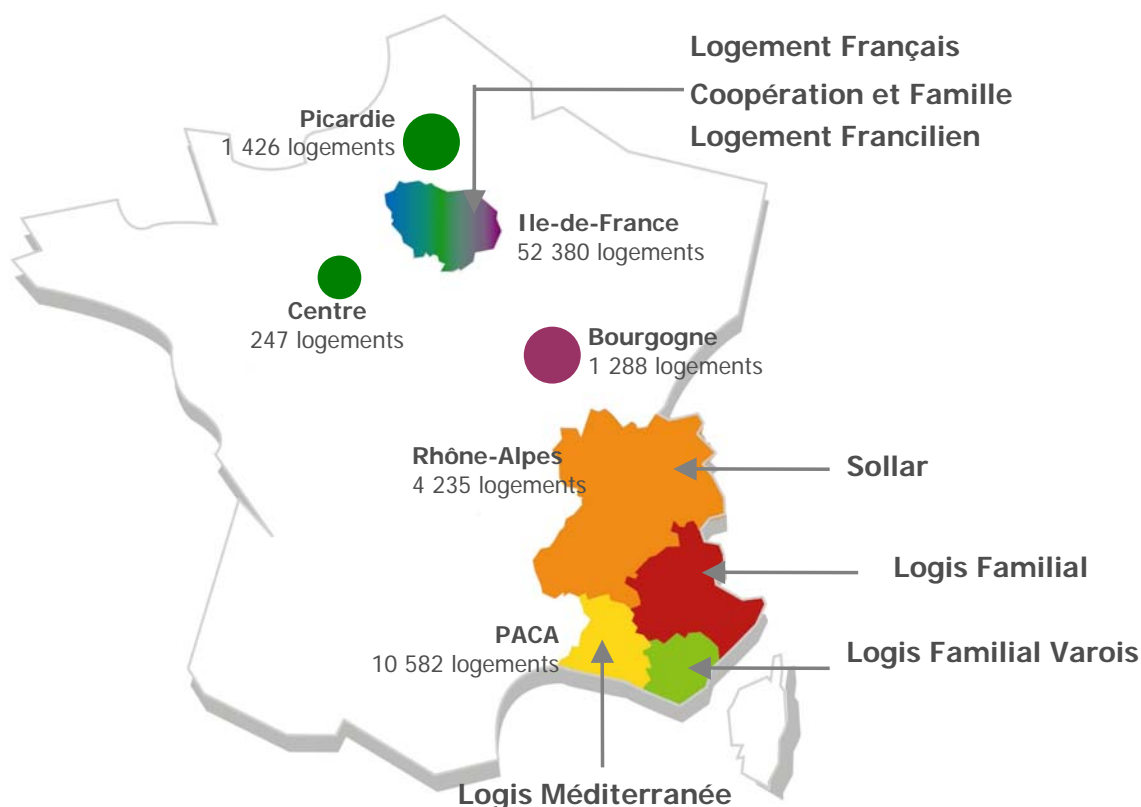 Logement Français
Coopération et Famille
Logement Francilien
Picardie
1 426 logements
Ile-de-France
52 380 logements
Centre
247 logements
Bourgogne
1 288 logements
Rhône-Alpes
4 235 logements
Sollar
Logis Familial
PACA
10 582 logements
Logis Familial Varois
Logis Méditerranée